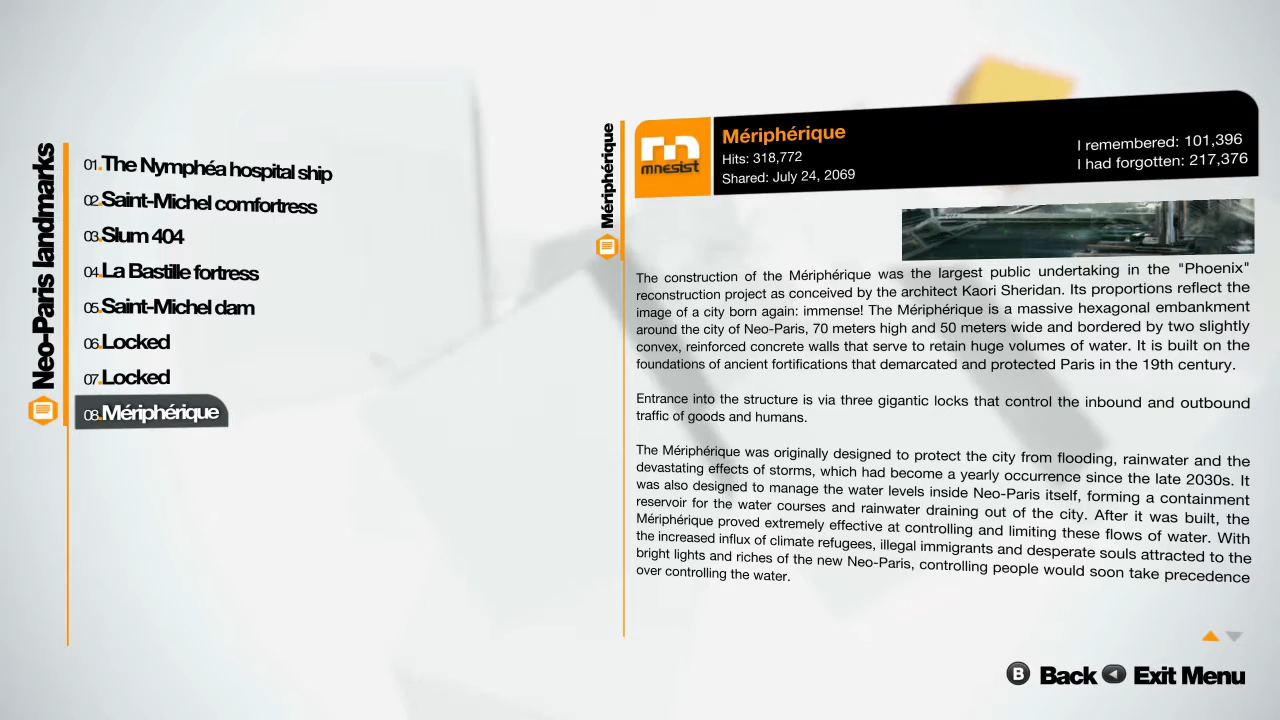 Neo-Paris landmarks
01.The Nymphéa hospital ship
02.Saint-Michel comfortress
03.Slum 404
04.La Bastille fortress
05.Saint-Michel dam
06.Locked
07.Locked
08.Mériphérique
Mériphérique
mnesist
Mériphérique
Hits: 318,772
Shared: July 24, 2069
I remembered: 101,396
I had forgotten: 217,376
The construction of the Mériphérique was the largest public undertaking in the "Phoenix"
reconstruction project as conceived by the architect Kaori Sheridan. Its proportions reflect the
image of a city born again: immense! The Mériphérique is a massive hexagonal embankment
around the city of Neo-Paris, 70 meters high and 50 meters wide and bordered by two slightly
convex, reinforced concrete walls that serve to retain huge volumes of water. It is built on the
foundations of ancient fortifications that demarcated and protected Paris in the 19th century.
Entrance into the structure is via three gigantic locks that control the inbound and outbound
traffic of goods and humans.
The Mériphérique was originally designed to protect the city from flooding, rainwater and the
devastating effects of storms, which had become a yearly occurrence since the late 2030s. It
was also designed to manage the water levels inside Neo-Paris itself, forming a containment
reservoir for the water courses and rainwater draining out of the city. After it was built, the
Mériphérique proved extremely effective at controlling and limiting these flows of water. With
the increased influx of climate refugees, illegal immigrants and desperate souls attracted to the
bright lights and riches of the new Neo-Paris, controlling people would soon take precedence
over controlling the water.
B Back Exit Menu